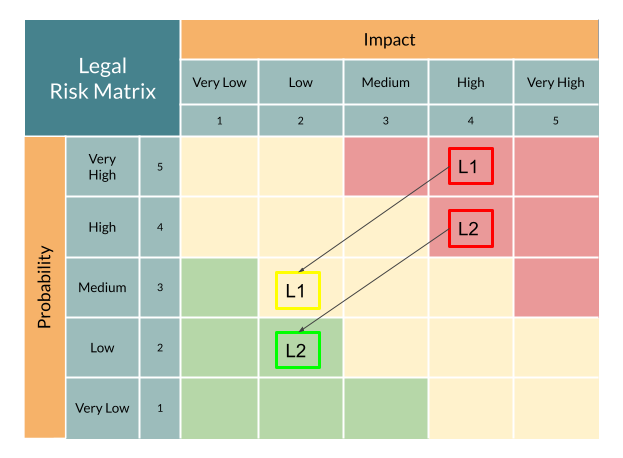 Legal
Risk Matrix
Impact
Very Low
Low
Medium
High
Very High
1
2
3
4
5
Probability
Very
High
5
L1
High
4
L2
Medium
3
L1
Low
2
L2
Very Low
1